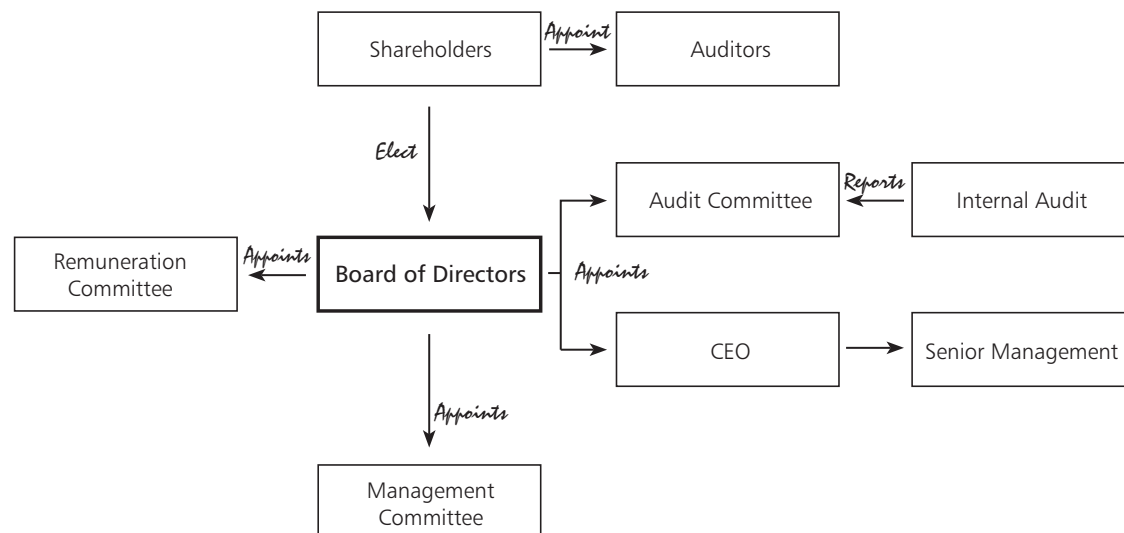 Shareholders
Appoint
Auditors
Elect
Audit Committee
Reports
Internal Audit
Remuneration
Committee
Appoints
Board of Directors
Appoints
CEO
Senior Management
Appoints
Management
Committee